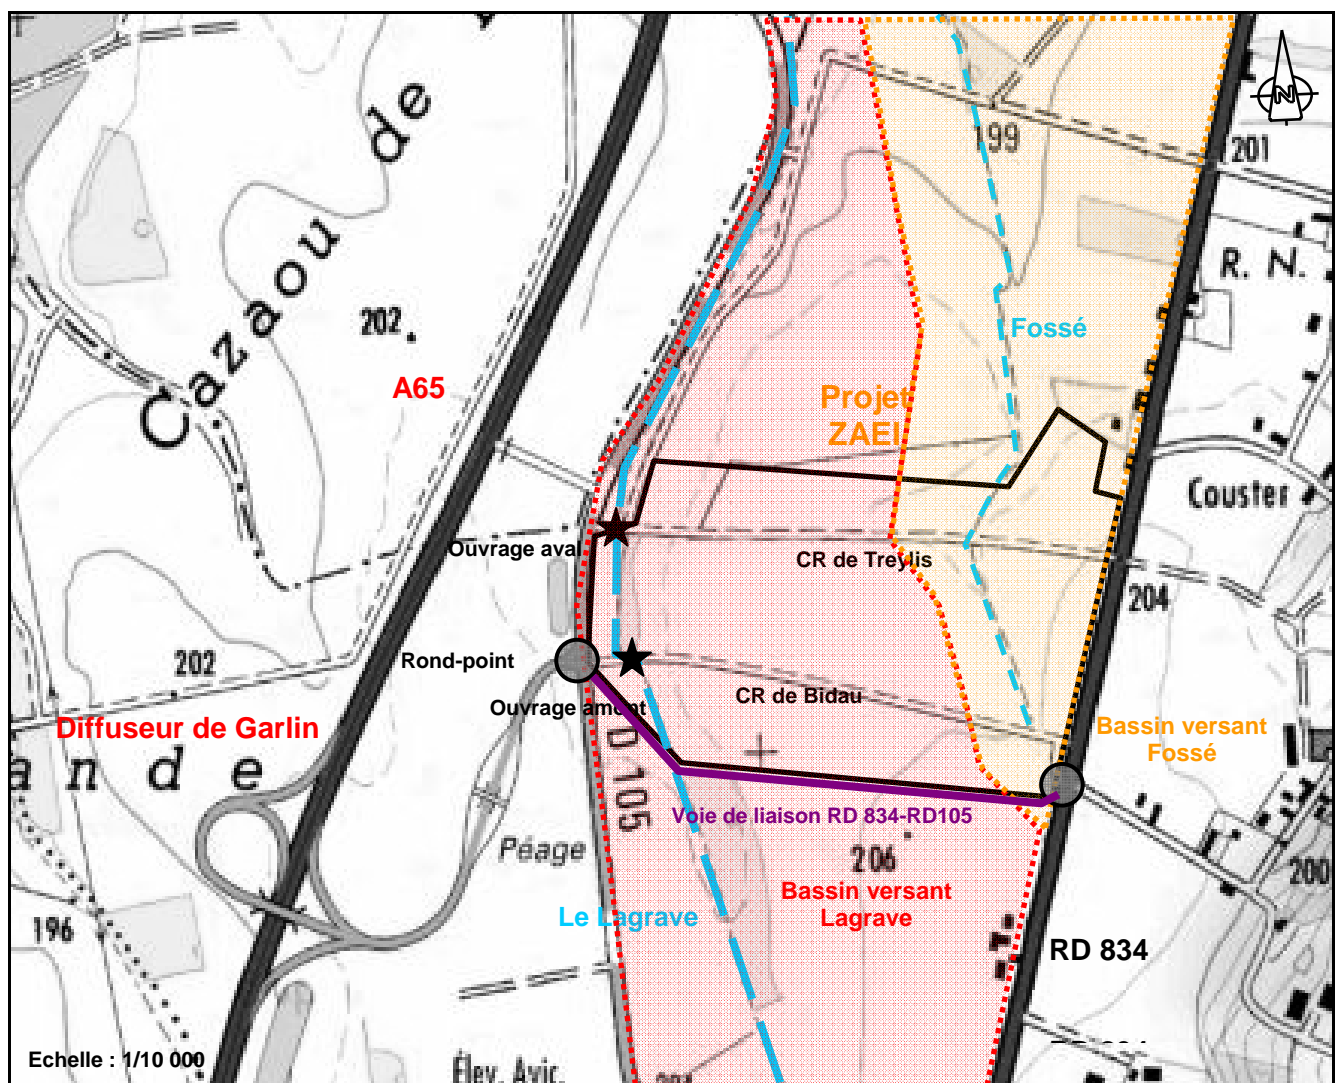 Cazaou de
N
199
201
R. N.
202
Fossé
A65
Projet
ZAEI
Couster
Ouvrage aval
CR de Treylis
204
202
Rond-point
CR de Bidau
Ouvrage amont
Diffuseur de Garlin
Bassin versant
Fossé
ande
D 105
Voie de liaison RD 834-RD105
Péage
206
200
Bassin versant
Lagrave
Le Lagrave
196
RD 834
Echelle : 1/10 000
Élev. Avic.